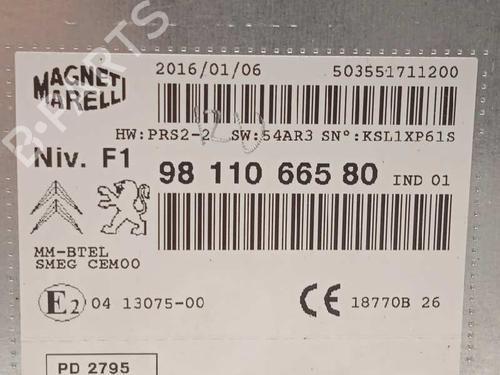 MAGNETI
MARELLI
2016/01/06 503551711200
HW:PRS2-2 SW:54AR3 SN°:KSL1XP61S
Niv. F1
98 110 665 80 IND 01
MM-BTEL
SMEG CEM00
E2 04 13075-00
CE 18770B 26
PD 2795
B-PARTS